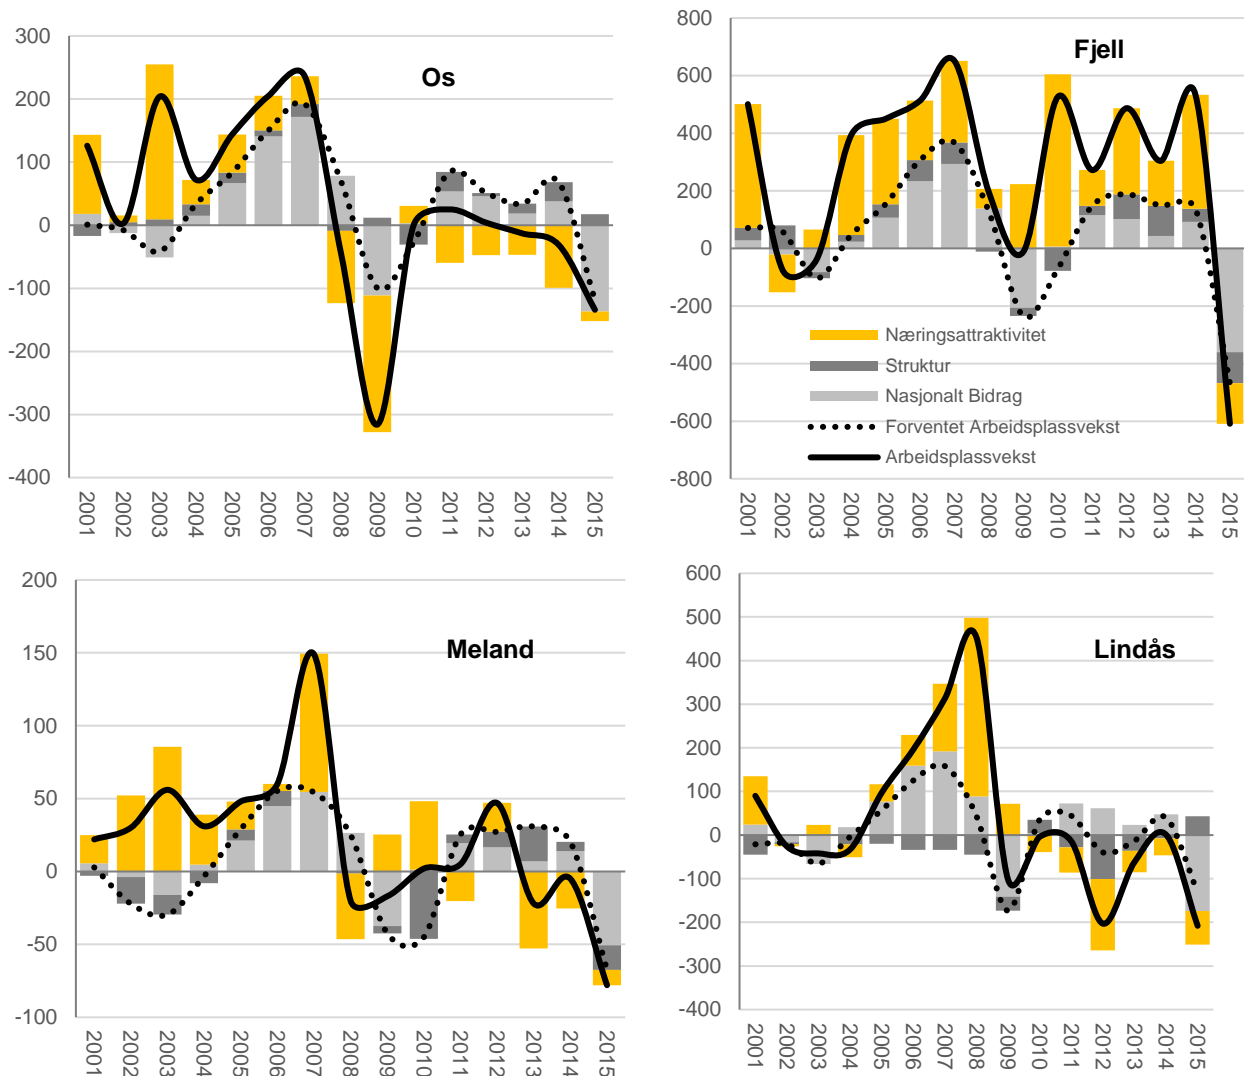 Os
300
200
100
0
-100
-200
-300
-400
2001 2002 2003 2004 2005 2006 2007 2008 2009 2010 2011 2012 2013 2014 2015
Fjell
800
600
400
200
0
-200
-400
-600
-800
Næringsattraktivitet
Struktur
Nasjonalt Bidrag
Forventet Arbeidsplassvekst
Arbeidsplassvekst
2001 2002 2003 2004 2005 2006 2007 2008 2009 2010 2011 2012 2013 2014 2015
Meland
200
150
100
50
0
-50
-100
2001 2002 2003 2004 2005 2006 2007 2008 2009 2010 2011 2012 2013 2014 2015
Lindås
600
500
400
300
200
100
0
-100
-200
-300
-400
2001 2002 2003 2004 2005 2006 2007 2008 2009 2010 2011 2012 2013 2014 2015